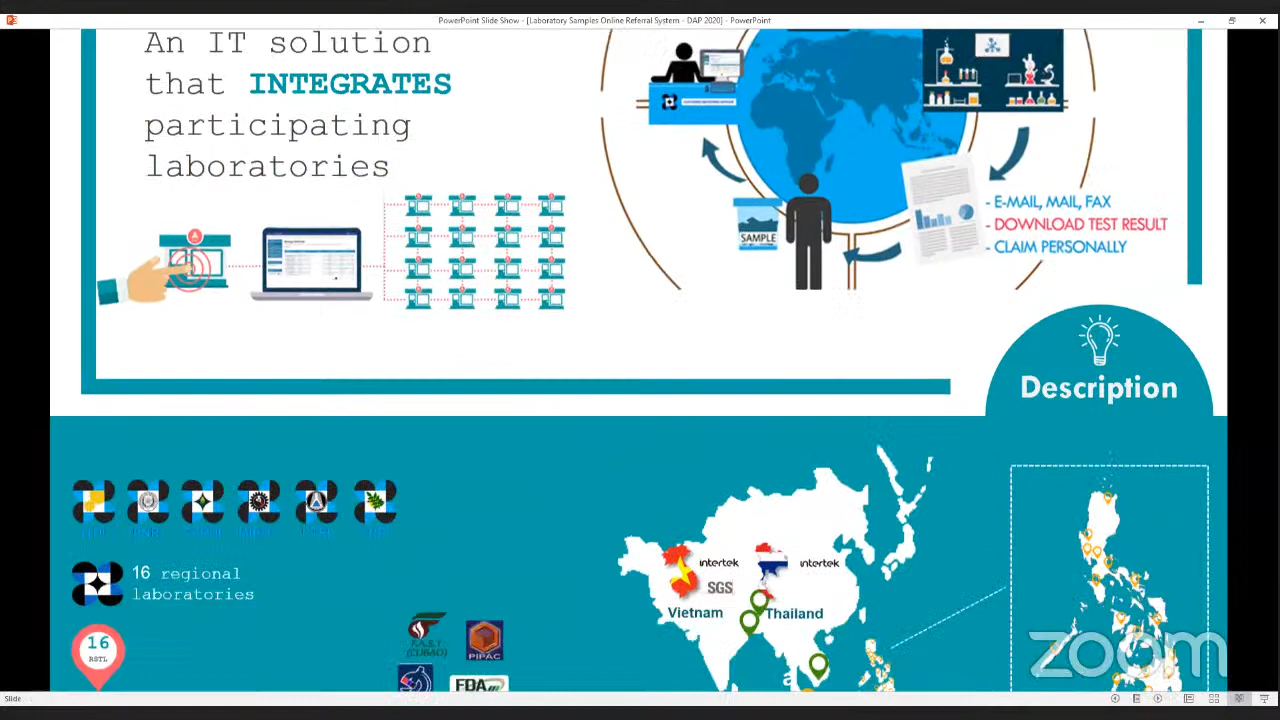 PowerPoint Slide Show - [Laboratory Samples Online Referral System - DAP 2020] - PowerPoint
An IT solution
that INTEGRATES
participating
laboratories
SAMPLE
- E-MAIL, MAIL, FAX
- DOWNLOAD TEST RESULT
- CLAIM PERSONALLY
Description
16 regional
laboratories
16
RSTL
F.A.S.T.
(CUBAO)
PIPAC
FDA
intertek
SGS
Vietnam
intertek
Thailand
zoom
Slide